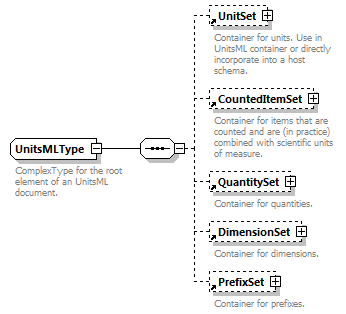 UnitSet
Container for units. Use in
UnitsML container or directly
incorporate into a host
schema.
CountedItemSet
Container for items that are
counted and are (in practice)
combined with scientific units
of measure.
UnitsMLType
ComplexType for the root
element of an UnitsML
document.
QuantitySet
Container for quantities.
DimensionSet
Container for dimensions.
PrefixSet
Container for prefixes.